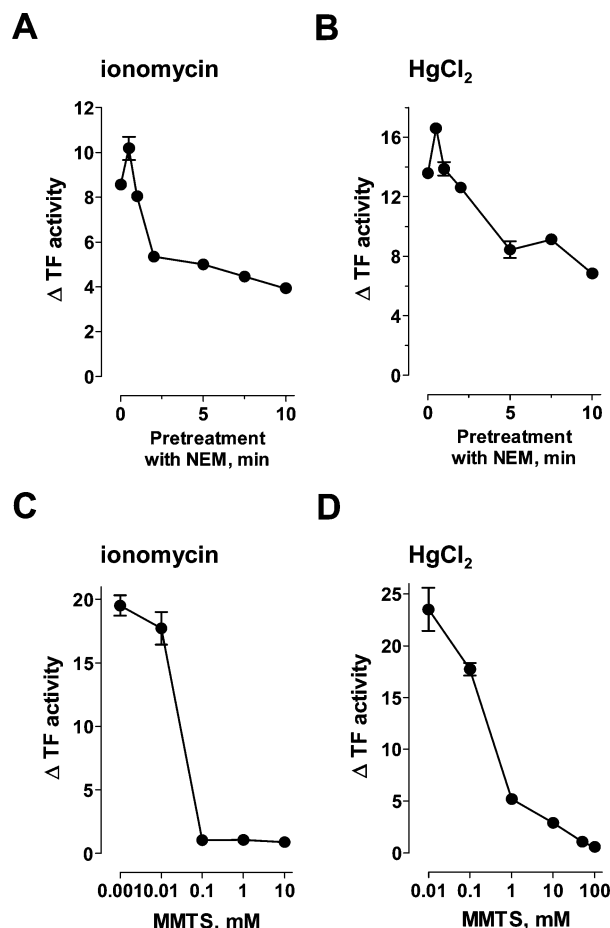 A
ionomycin
12
10
8
6
4
2
0
Δ TF activity
0 5 10
Pretreatment
with NEM, min
B
HgCl₂
16
12
8
4
0
Δ TF activity
0 5 10
Pretreatment
with NEM, min
C
ionomycin
20
15
10
5
0
Δ TF activity
0.001 0.01 0.1 1 10
MMTS, mM
D
HgCl₂
25
20
15
10
5
0
Δ TF activity
0.01 0.1 1 10 100
MMTS, mM